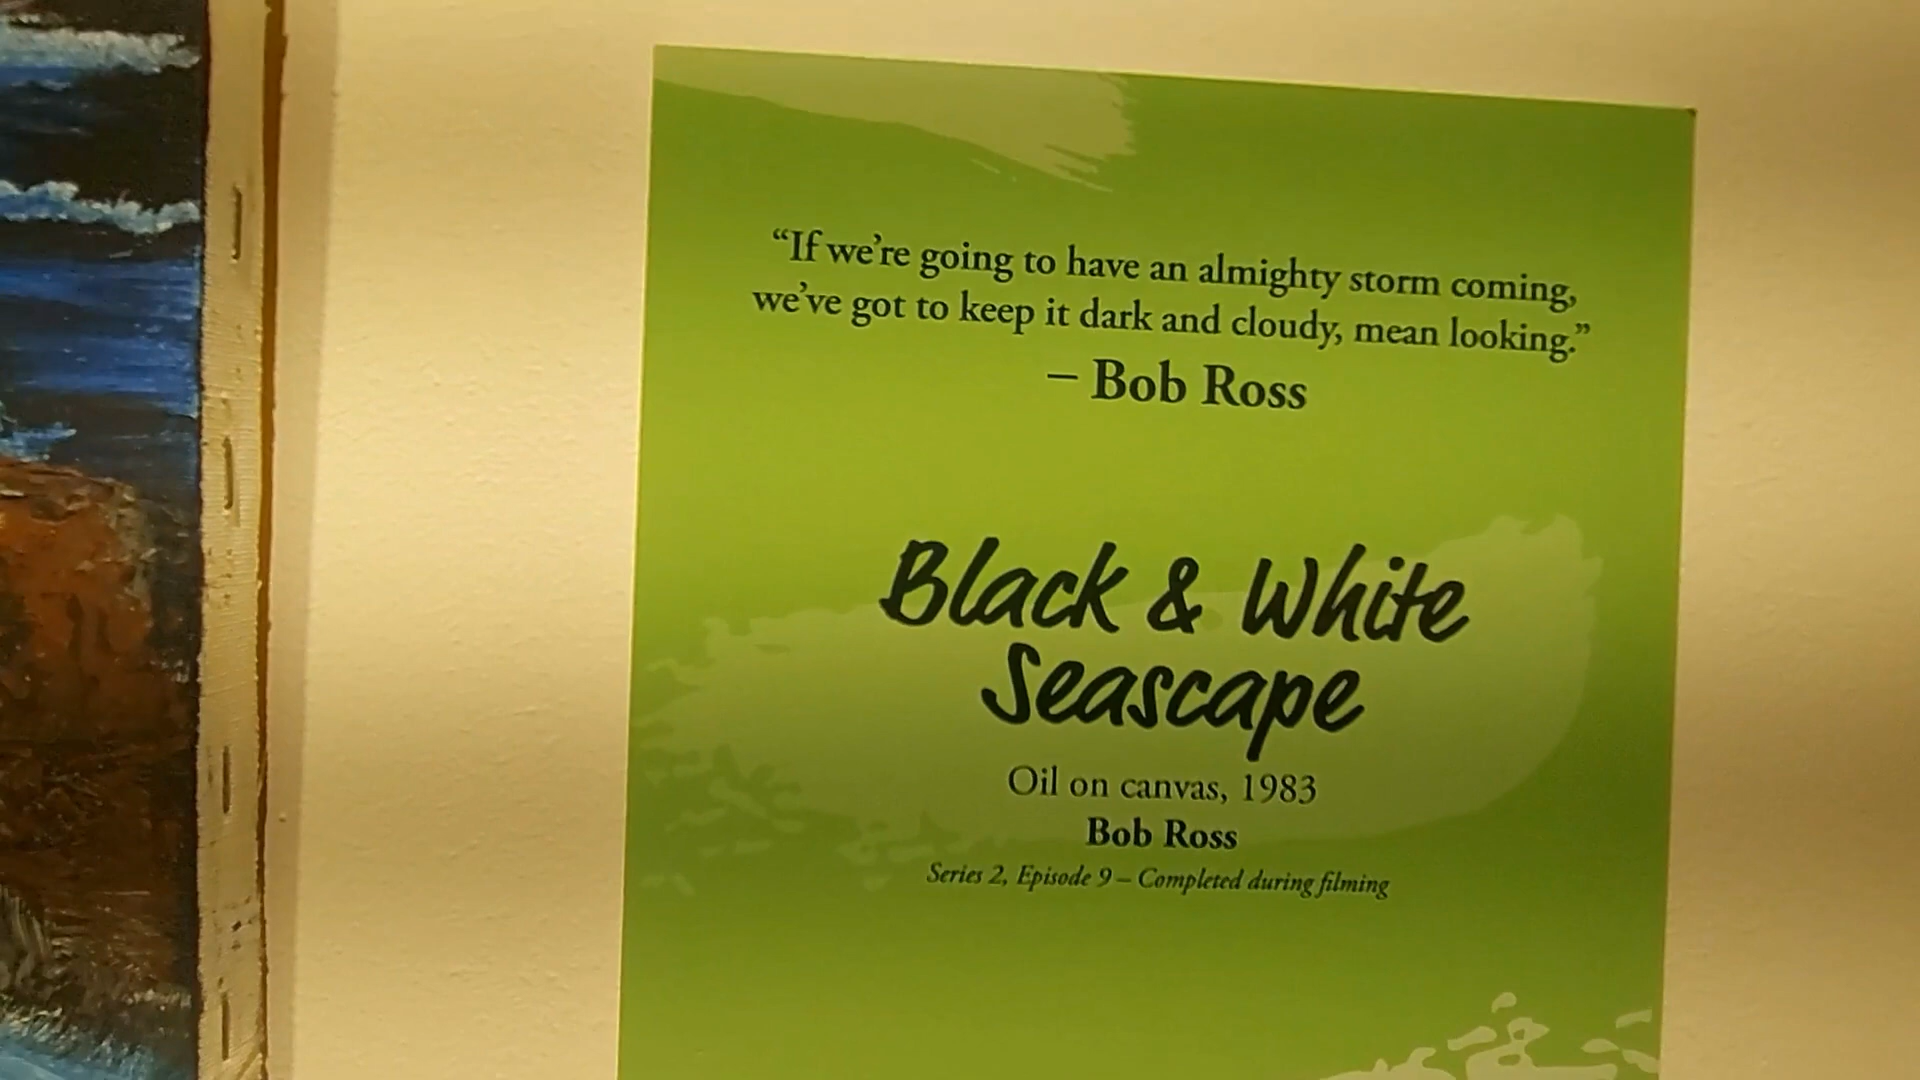 “If we’re going to have an almighty storm coming,
we’ve got to keep it dark and cloudy, mean looking.”
– Bob Ross
Black & White
Seascape
Oil on canvas, 1983
Bob Ross
Series 2, Episode 9 – Completed during filming